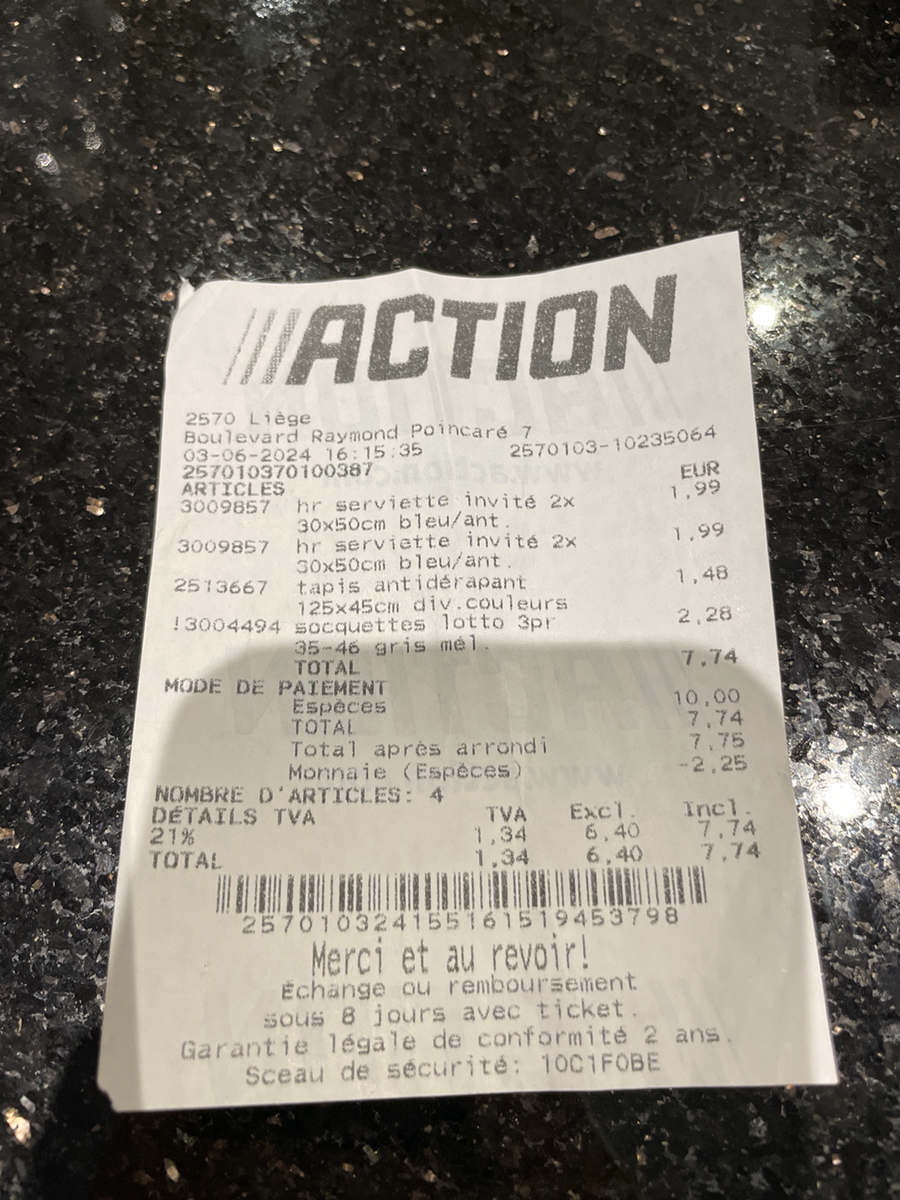 ACTION
2570 Liège
Boulevard Raymond Poincaré 7
03-06-2024 16:15:35 2570103-10235064
257010370100387 EUR
ARTICLES
3009857 hr serviette invité 2x 1,99
30x50cm bleu/ant.
3009857 hr serviette invité 2x 1,99
30x50cm bleu/ant.
2513667 tapis antidérapant 1,48
125x45cm div.couleurs
!3004494 socquettes lotto 3pr 2,28
35-46 gris mél.
TOTAL 7,74
MODE DE PAIEMENT
Espèces 10,00
TOTAL 7,74
Total après arrondi 7,75
Monnaie (Espèces) -2,25
NOMBRE D'ARTICLES: 4
DÉTAILS TVA TVA Excl. Incl.
21% 1,34 6,40 7,74
TOTAL 1,34 6,40 7,74
257010324155161519453798
Merci et au revoir!
Échange ou remboursement
sous 8 jours avec ticket.
Garantie légale de conformité 2 ans.
Sceau de sécurité: 10C1F0BE